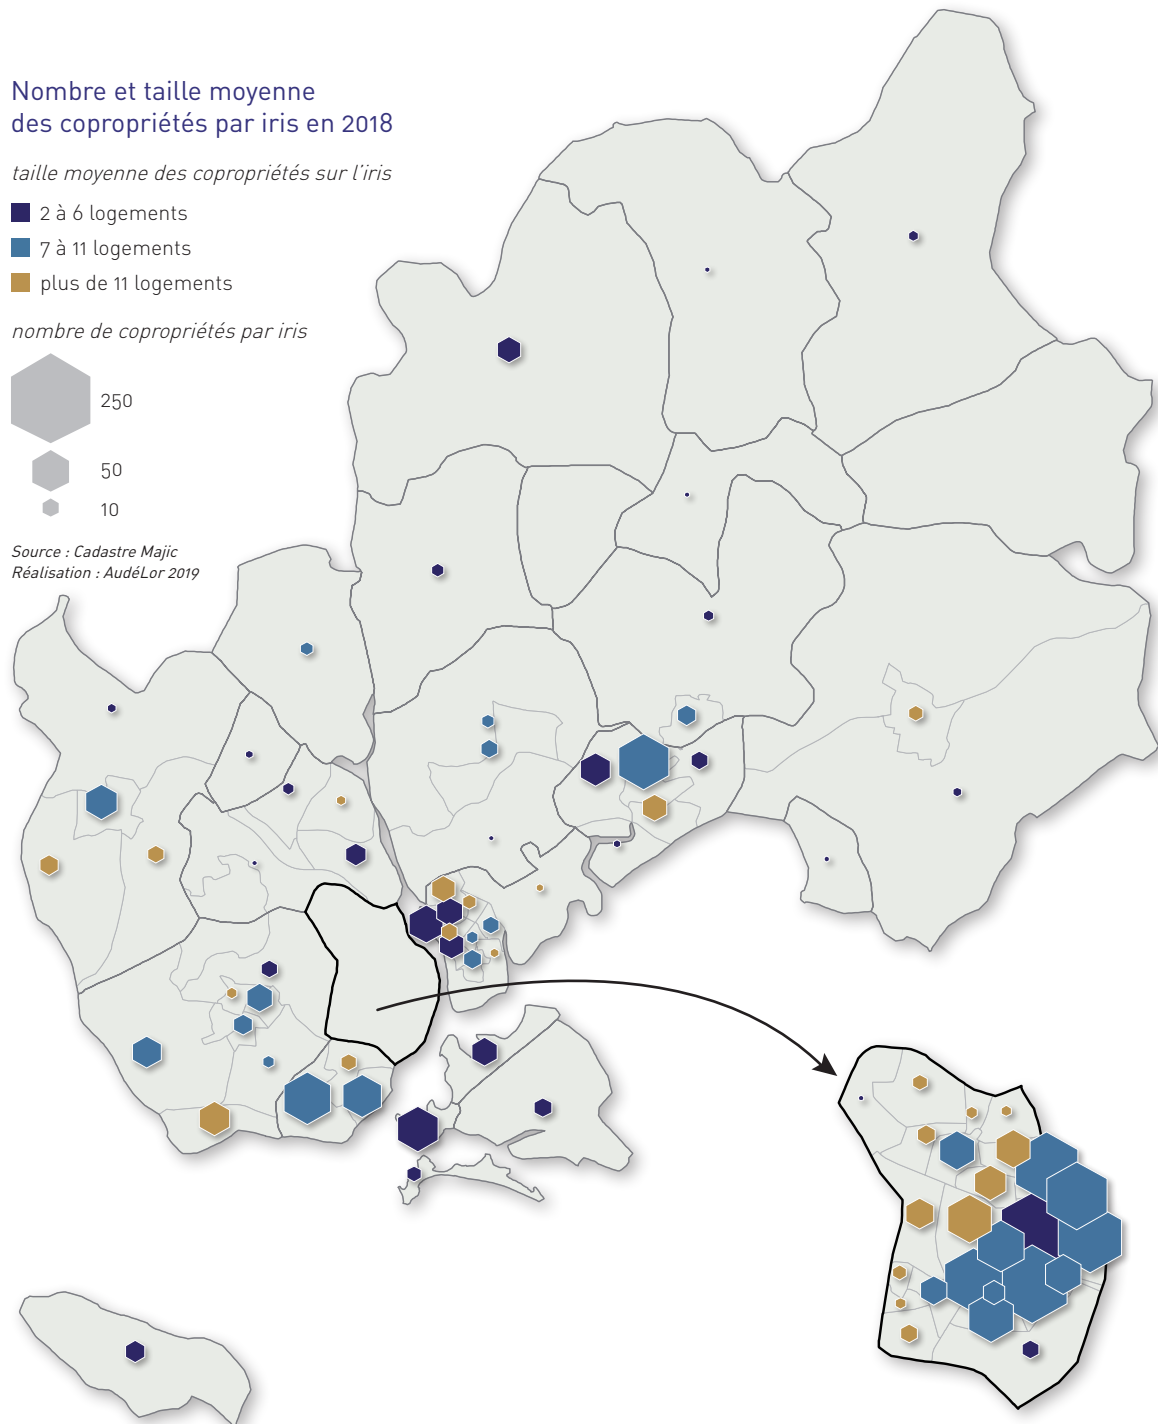 Nombre et taille moyenne
des copropriétés par iris en 2018
taille moyenne des copropriétés sur l'iris
2 à 6 logements
7 à 11 logements
plus de 11 logements
nombre de copropriétés par iris
250
50
10
Source : Cadastre Majic
Réalisation : AudéLor 2019